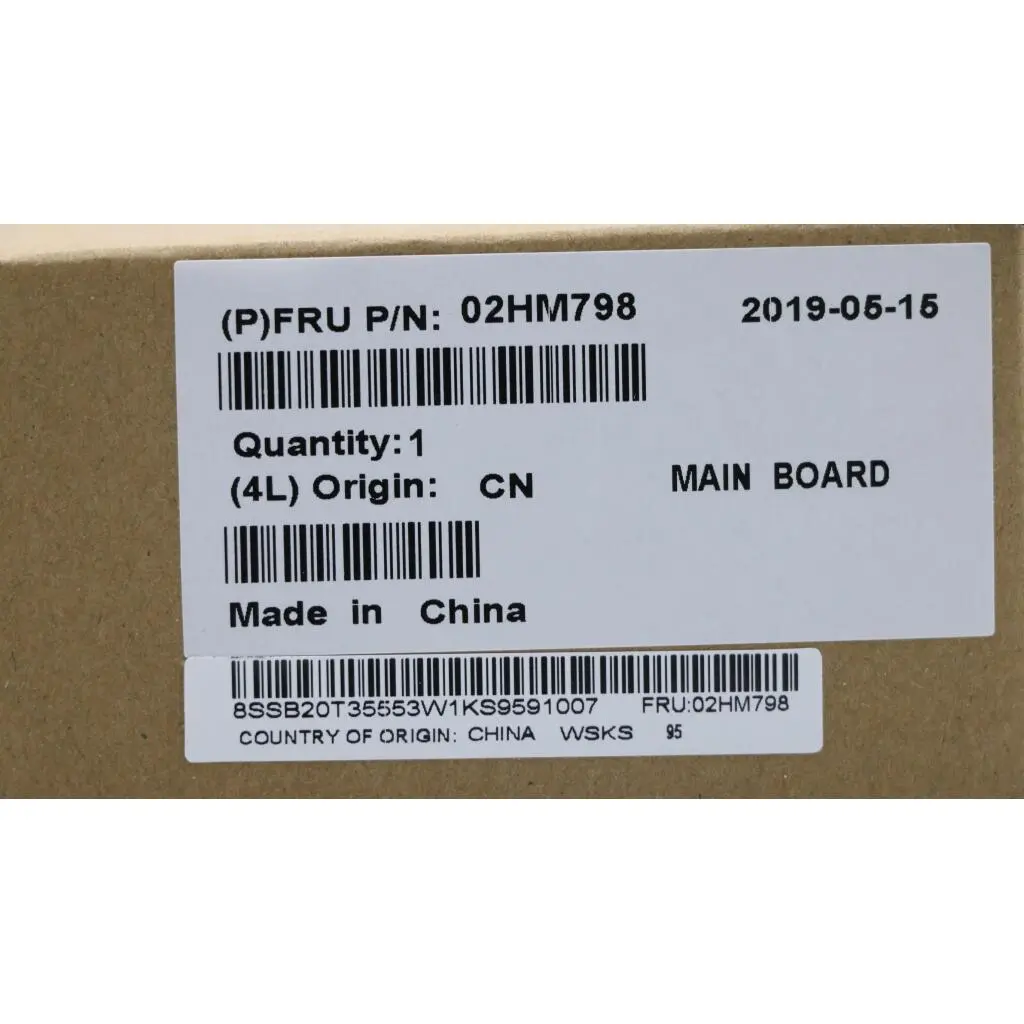 (P)FRU P/N: 02HM798 2019-05-15
Quantity:1
(4L) Origin: CN MAIN BOARD
Made in China
8SSB20T35553W1KS9591007 FRU:02HM798
COUNTRY OF ORIGIN: CHINA WSKS 95